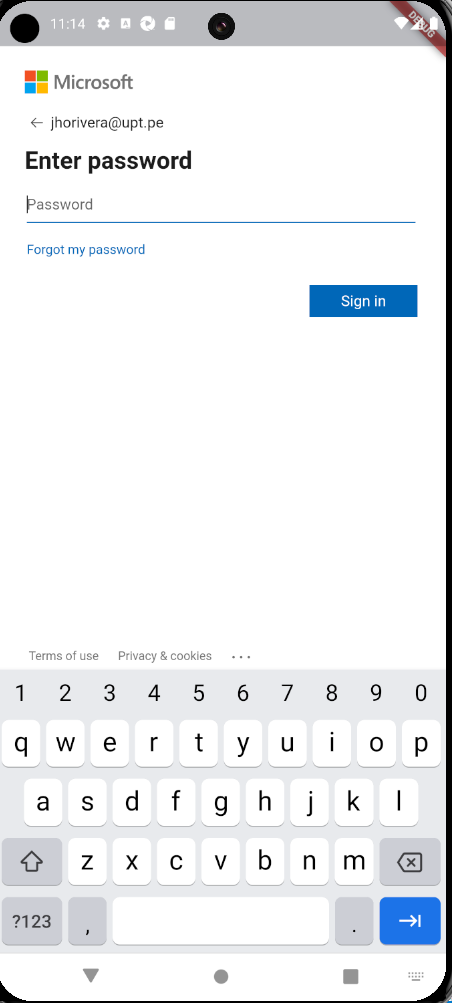 11:14
DEBUG
Microsoft
jhorivera@upt.pe
Enter password
Password
Forgot my password
Sign in
Terms of use Privacy & cookies ...
1 2 3 4 5 6 7 8 9 0
q w e r t y u i o p
a s d f g h j k l
z x c v b n m
?123 , .